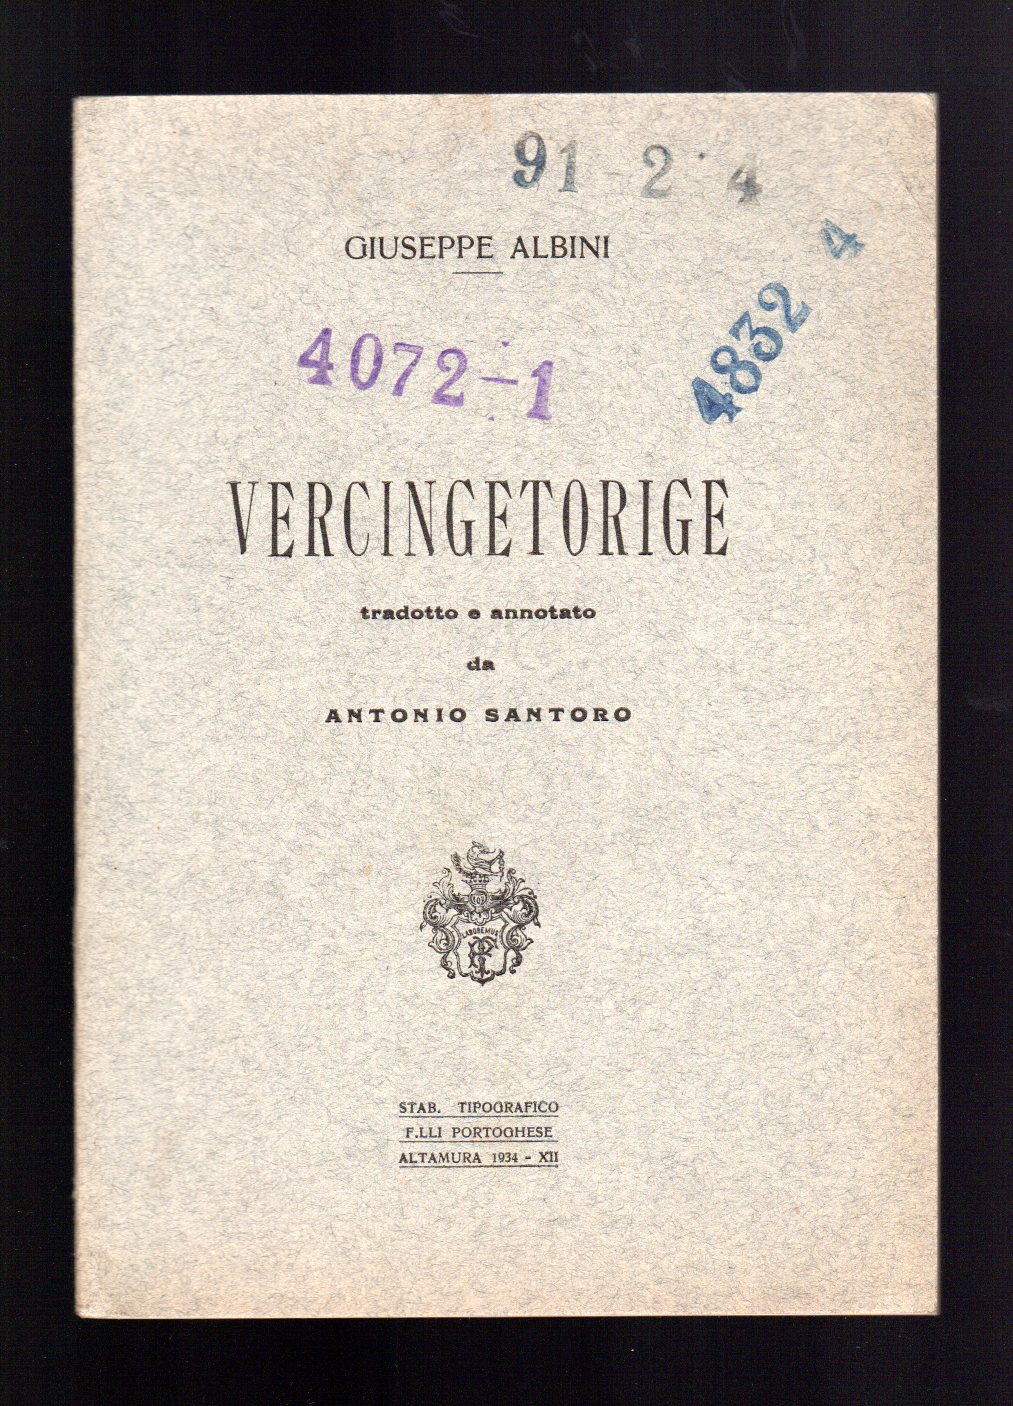 91 2 4
GIUSEPPE ALBINI
4
4832
4072-1
VERCINGETORIGE
tradotto e annotato
da
ANTONIO SANTORO
LABOREMUS
STAB. TIPOGRAFICO
F.LLI PORTOGHESE
ALTAMURA 1934 - XII